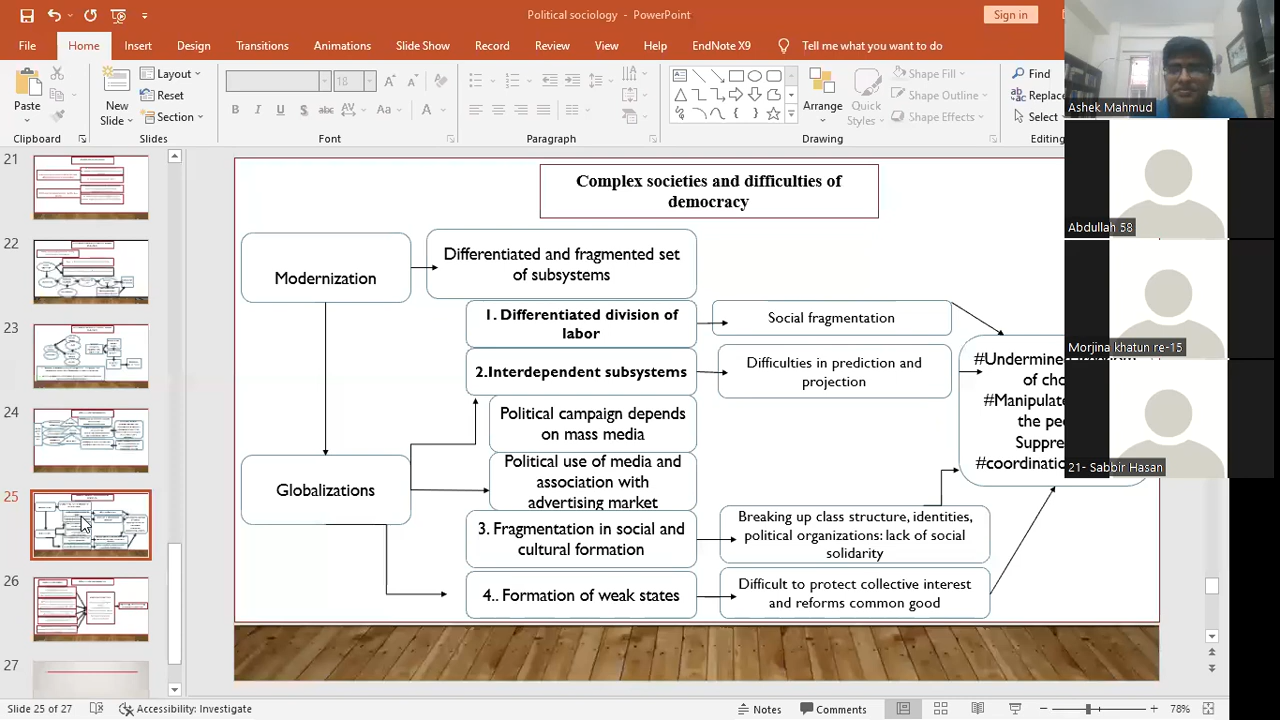 Political sociology - PowerPoint
Sign in
File Home Insert Design Transitions Animations Slide Show Record Review View Help EndNote X9 Tell me what you want to do
Paste
New
Slide
Layout
Reset
Section
18
B I U S abc AV Aa A
Arrange
Quick
Styles
Shape Fill
Shape Outline
Shape Effects
Find
Replace
Select
Clipboard Slides Font Paragraph Drawing Editing
21
22
23
24
25
26
27
Complex societies and difficulties of
democracy
Modernization
Differentiated and fragmented set
of subsystems
1. Differentiated division of
labor
Social fragmentation
2.Interdependent subsystems
Difficulties in prediction and
projection
Political campaign depends
on mass media
Globalizations
Political use of media and
association with
advertising market
3. Fragmentation in social and
cultural formation
Breaking up class structure, identities,
political organizations: lack of social
solidarity
4.. Formation of weak states
Difficult to protect collective interest
and reforms common good
#Undermine
of cho
#Manipulate
the pe
Suppre
#coordination
Ashek Mahmud
Abdullah 58
Morjina khatun re-15
21- Sabbir Hasan
Slide 25 of 27 Accessibility: Investigate Notes Comments 78%